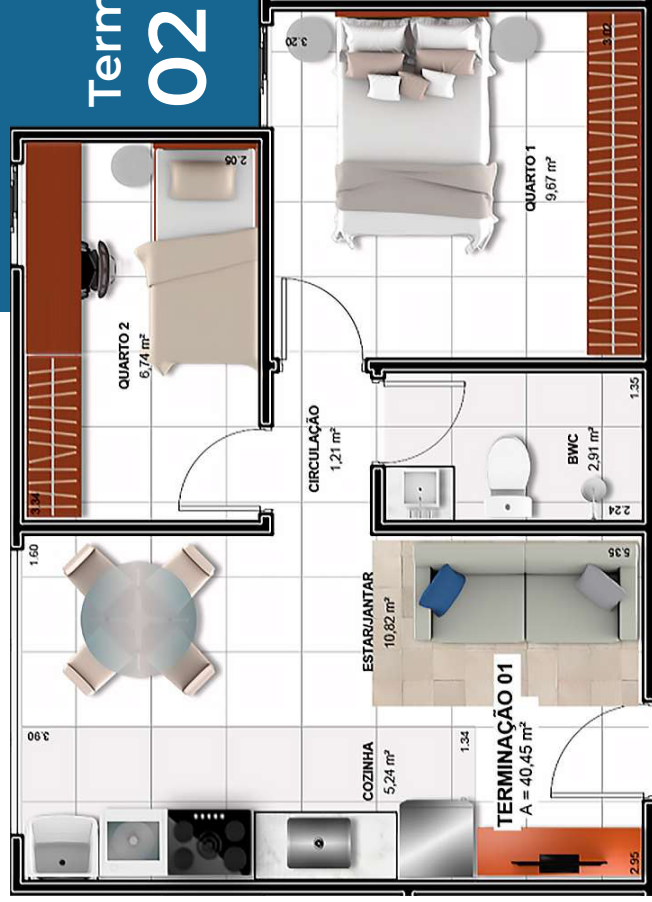 Term
02
3.20
3.02
QUARTO 1
9,67 m²
2.05
QUARTO 2
6,74 m²
3.34
CIRCULAÇÃO
1,21 m²
1.35
BWC
2,91 m²
2.24
1.60
5.35
ESTAR/JANTAR
10,82 m²
3.90
COZINHA
5,24 m²
1.34
TERMINAÇÃO 01
A = 40,45 m²
2.95